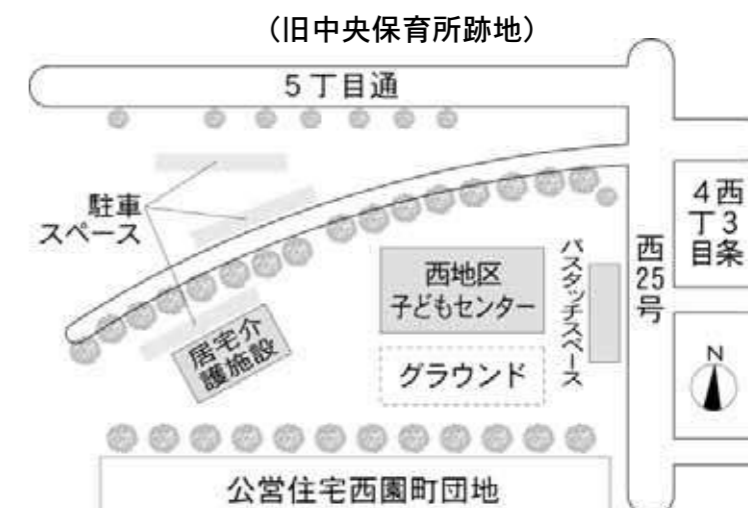 （旧中央保育所跡地）
５丁目通
駐車
スペース
西地区
子どもセンター
バスタッチスペース
西25号
西3条
4丁目
居宅介
護施設
グラウンド
N
公営住宅西園町団地